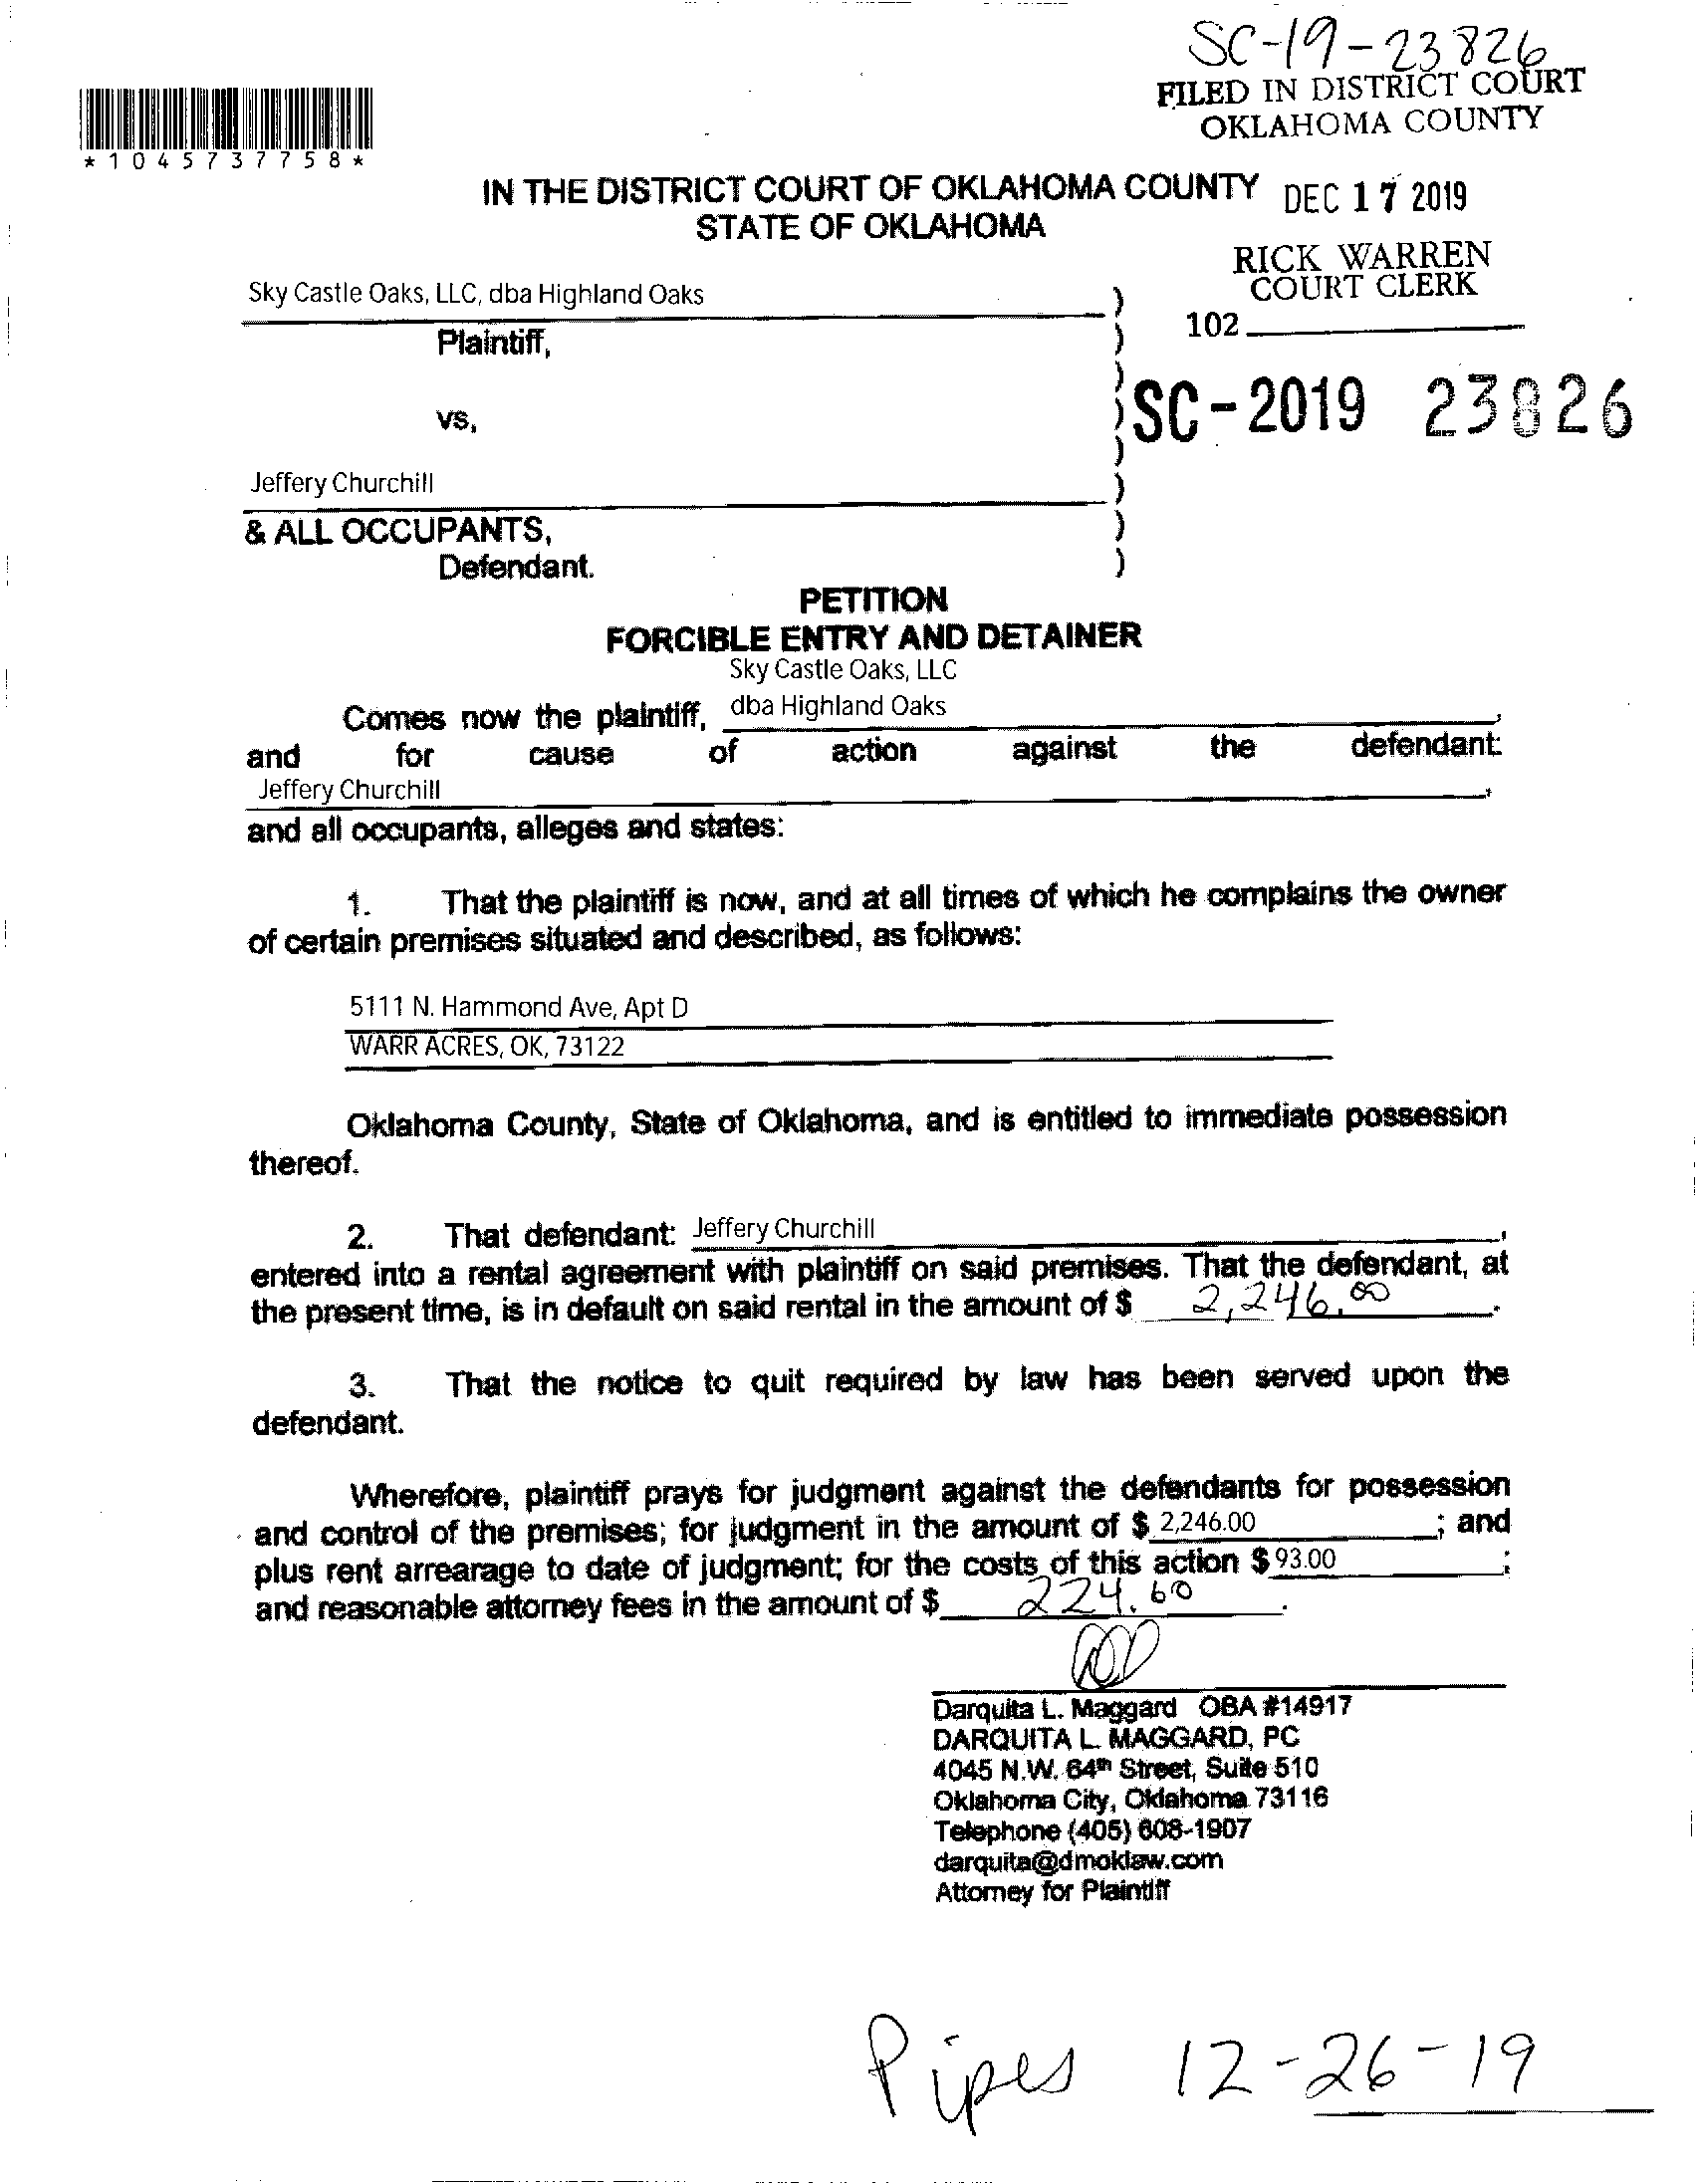 SC-19-23826
FILED IN DISTRICT COURT
OKLAHOMA COUNTY
*1045737758*
IN THE DISTRICT COURT OF OKLAHOMA COUNTY
STATE OF OKLAHOMA
DEC 17 2019
RICK WARREN
COURT CLERK
102
Sky Castle Oaks, LLC, dba Highland Oaks )
Plaintiff, )
)
vs, )
)
SC-2019 23826
Jeffery Churchill )
& ALL OCCUPANTS, )
Defendant. )
PETITION
FORCIBLE ENTRY AND DETAINER
Sky Castle Oaks, LLC
Comes now the plaintiff, dba Highland Oaks,
and for cause of action against the defendant:
Jeffery Churchill,
and all occupants, alleges and states:
1. That the plaintiff is now, and at all times of which he complains the owner
of certain premises situated and described, as follows:
5111 N. Hammond Ave, Apt D
WARR ACRES, OK, 73122
Oklahoma County, State of Oklahoma, and is entitled to immediate possession
thereof.
2. That defendant: Jeffery Churchill,
entered into a rental agreement with plaintiff on said premises. That the defendant, at
the present time, is in default on said rental in the amount of $ 2,246.00.
3. That the notice to quit required by law has been served upon the
defendant.
Wherefore, plaintiff prays for judgment against the defendants for possession
and control of the premises; for judgment in the amount of $ 2,246.00; and
plus rent arrearage to date of judgment; for the costs of this action $ 93.00;
and reasonable attorney fees in the amount of $ 224.60.
Darquita L. Maggard OBA #14917
DARQUITA L. MAGGARD, PC
4045 N.W. 64th Street, Suite 510
Oklahoma City, Oklahoma 73116
Telephone (405) 608-1907
darquita@dmoklaw.com
Attorney for Plaintiff
Pipes 12-26-19